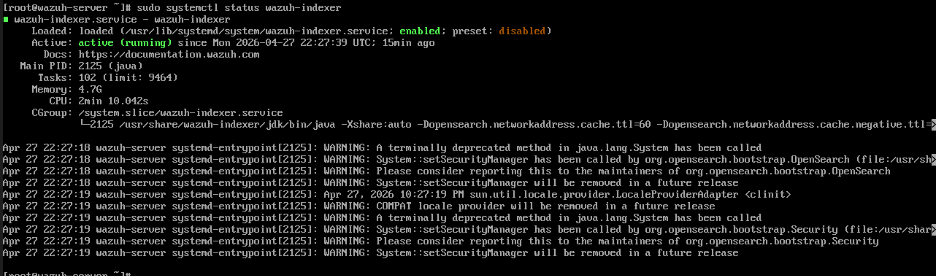 [root@wazuh-server ~]# sudo systemctl status wazuh-indexer
wazuh-indexer.service - wazuh-indexer
Loaded: loaded (/usr/lib/systemd/system/wazuh-indexer.service; enabled; preset: disabled)
Active: active (running) since Mon 2026-04-27 22:27:39 UTC; 15min ago
Docs: https://documentation.wazuh.com
Main PID: 2125 (java)
Tasks: 102 (limit: 9464)
Memory: 4.7G
CPU: 2min 10.042s
CGroup: /system.slice/wazuh-indexer.service
└─2125 /usr/share/wazuh-indexer/jdk/bin/java -Xshare:auto -Dopensearch.networkaddress.cache.ttl=60 -Dopensearch.networkaddress.cache.negative.ttl=>
Apr 27 22:27:18 wazuh-server systemd-entrypoint[2125]: WARNING: A terminally deprecated method in java.lang.System has been called
Apr 27 22:27:18 wazuh-server systemd-entrypoint[2125]: WARNING: System::setSecurityManager has been called by org.opensearch.bootstrap.OpenSearch (file:/usr/sh>
Apr 27 22:27:18 wazuh-server systemd-entrypoint[2125]: WARNING: Please consider reporting this to the maintainers of org.opensearch.bootstrap.OpenSearch
Apr 27 22:27:18 wazuh-server systemd-entrypoint[2125]: WARNING: System::setSecurityManager will be removed in a future release
Apr 27 22:27:19 wazuh-server systemd-entrypoint[2125]: Apr 27, 2026 10:27:19 PM sun.util.locale.provider.LocaleProviderAdapter <clinit>
Apr 27 22:27:19 wazuh-server systemd-entrypoint[2125]: WARNING: COMPAT locale provider will be removed in a future release
Apr 27 22:27:19 wazuh-server systemd-entrypoint[2125]: WARNING: A terminally deprecated method in java.lang.System has been called
Apr 27 22:27:19 wazuh-server systemd-entrypoint[2125]: WARNING: System::setSecurityManager has been called by org.opensearch.bootstrap.Security (file:/usr/shar>
Apr 27 22:27:19 wazuh-server systemd-entrypoint[2125]: WARNING: Please consider reporting this to the maintainers of org.opensearch.bootstrap.Security
Apr 27 22:27:19 wazuh-server systemd-entrypoint[2125]: WARNING: System::setSecurityManager will be removed in a future release
[root@wazuh-server ~]#